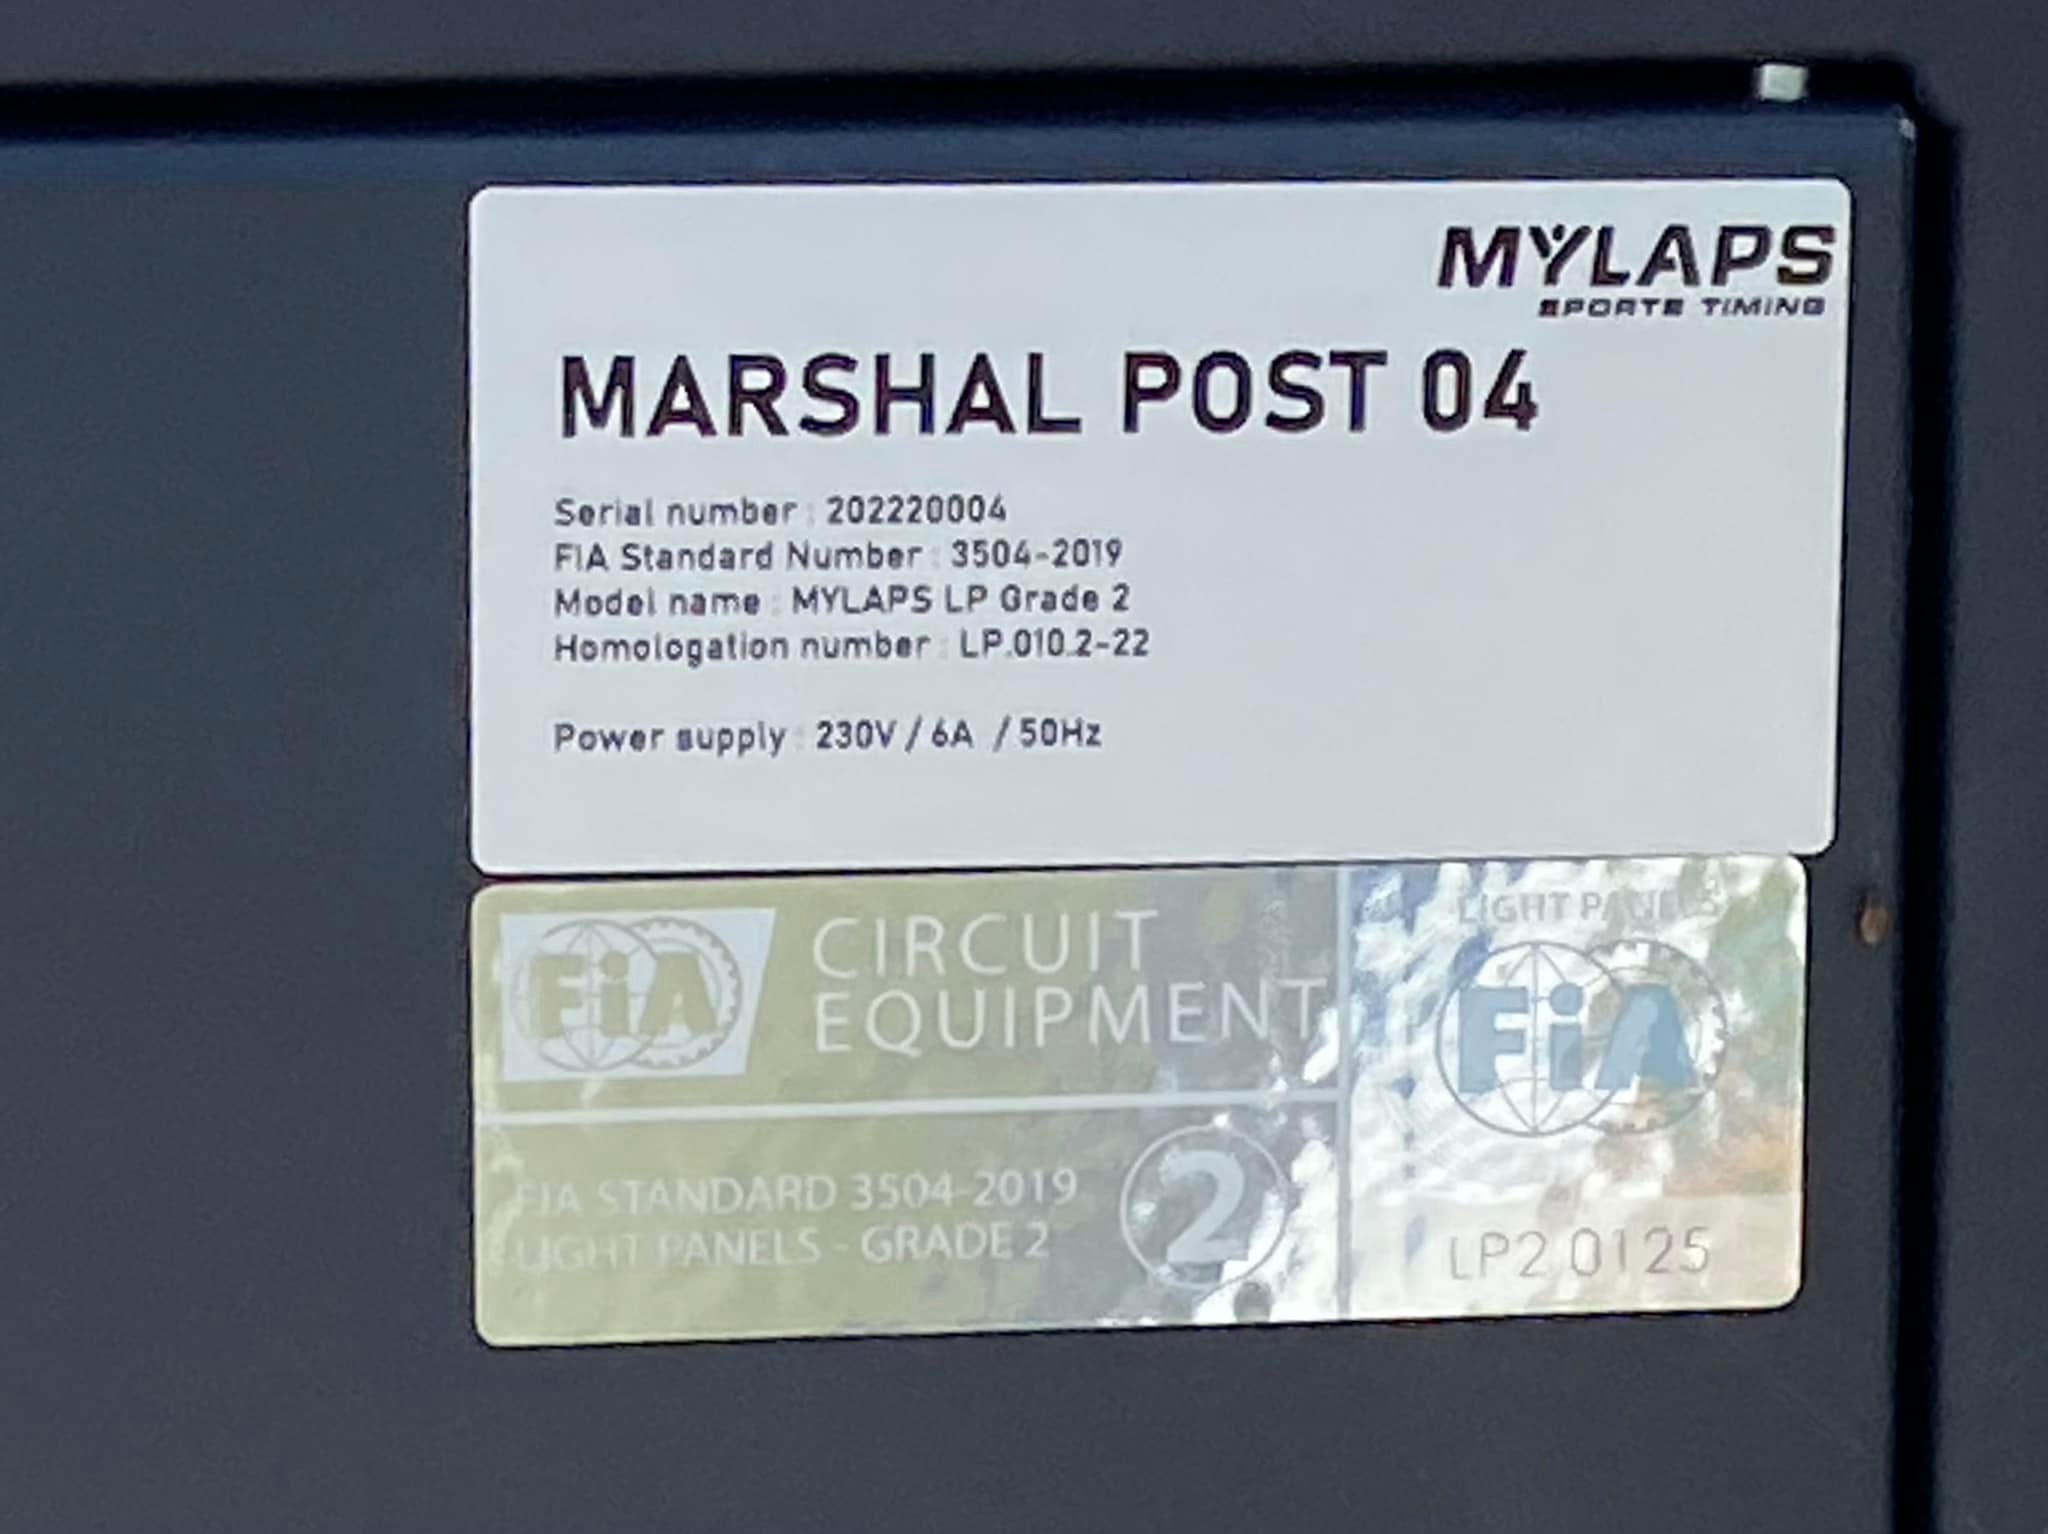 MYLAPS
SPORTS TIMING
MARSHAL POST 04
Serial number : 202220004
FIA Standard Number : 3504-2019
Model name : MYLAPS LP Grade 2
Homologation number : LP.010.2-22
Power supply : 230V / 6A / 50Hz
FiA
CIRCUIT
EQUIPMENT
FIA STANDARD 3504-2019
LIGHT PANELS - GRADE 2
2
LIGHT PANELS
FiA
LP2 0125